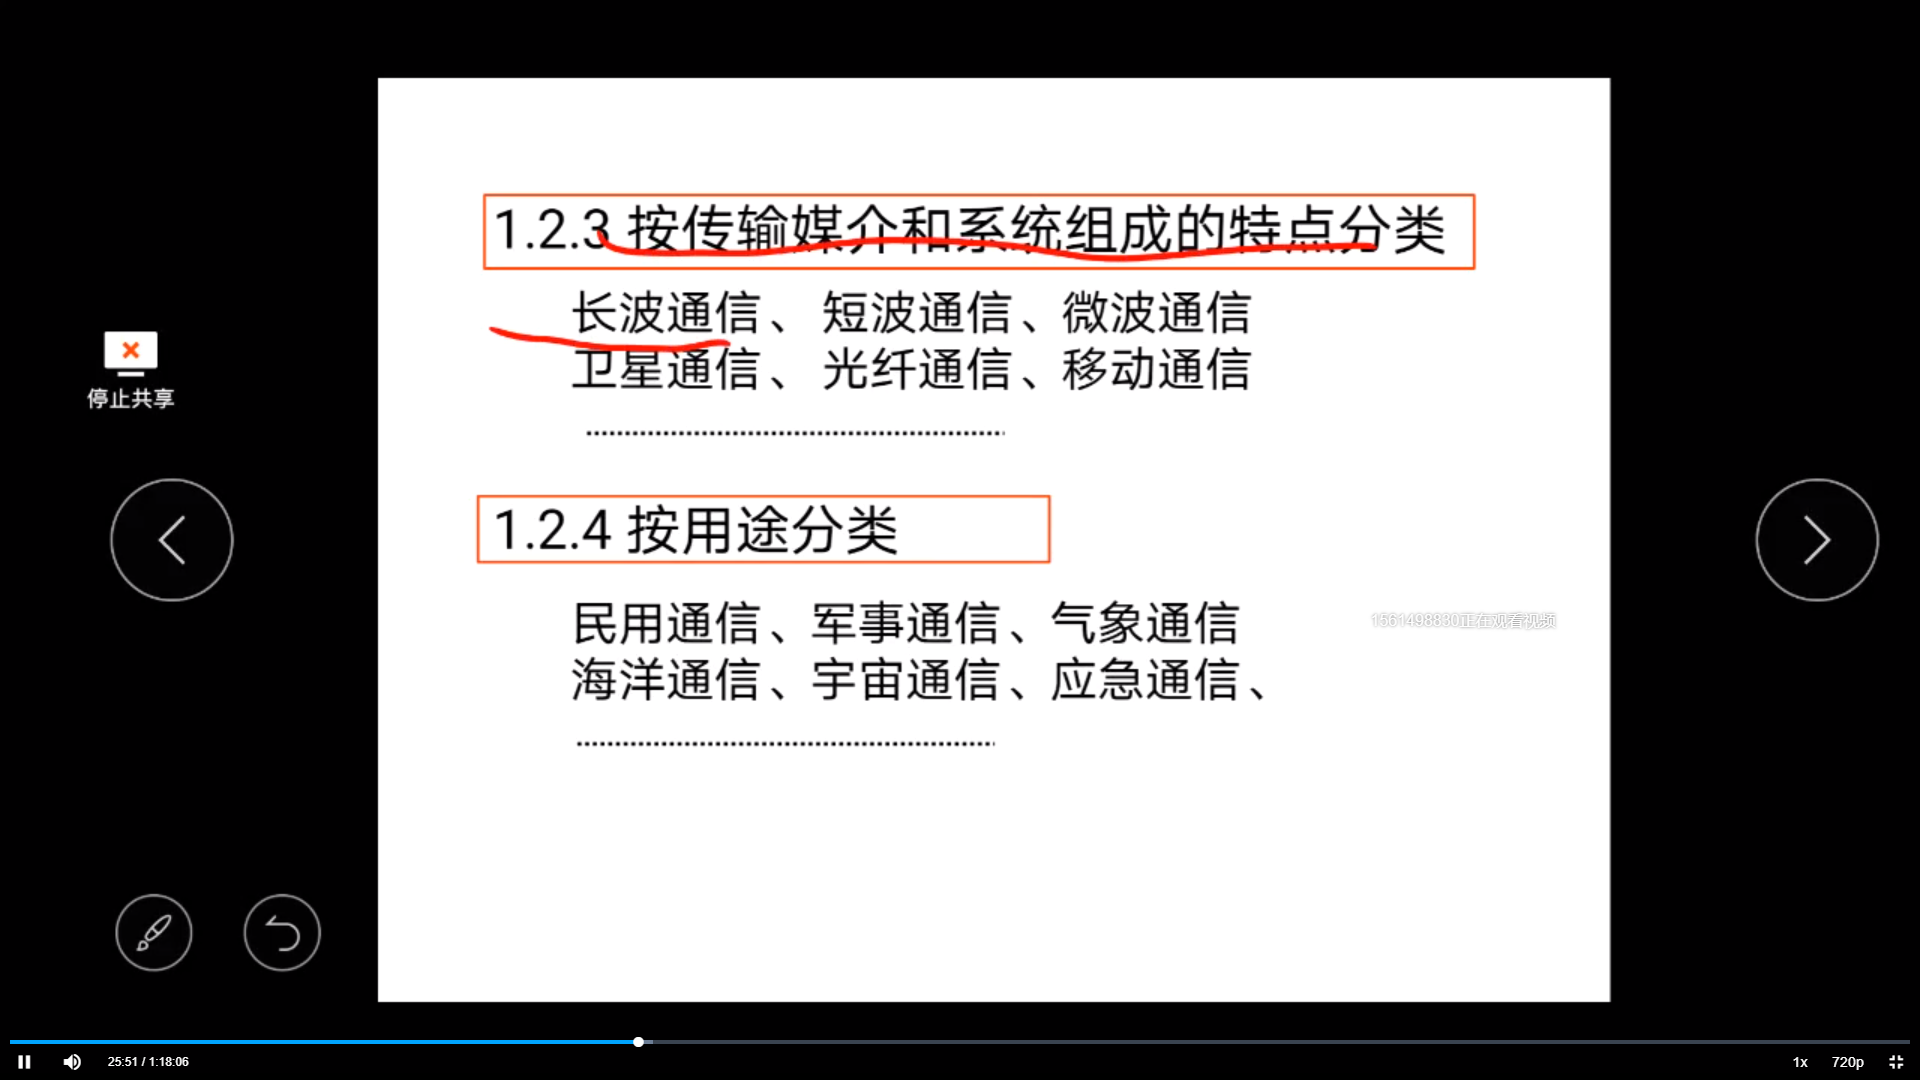 1.2.3 按传输媒介和系统组成的特点分类
长波通信、 短波通信、微波通信
卫星通信、 光纤通信、移动通信
停止共享
1.2.4 按用途分类
民用通信、军事通信、气象通信
1561498830正在观看视频
海洋通信、宇宙通信、应急通信、
25:51 / 1:18:06
1x
720p